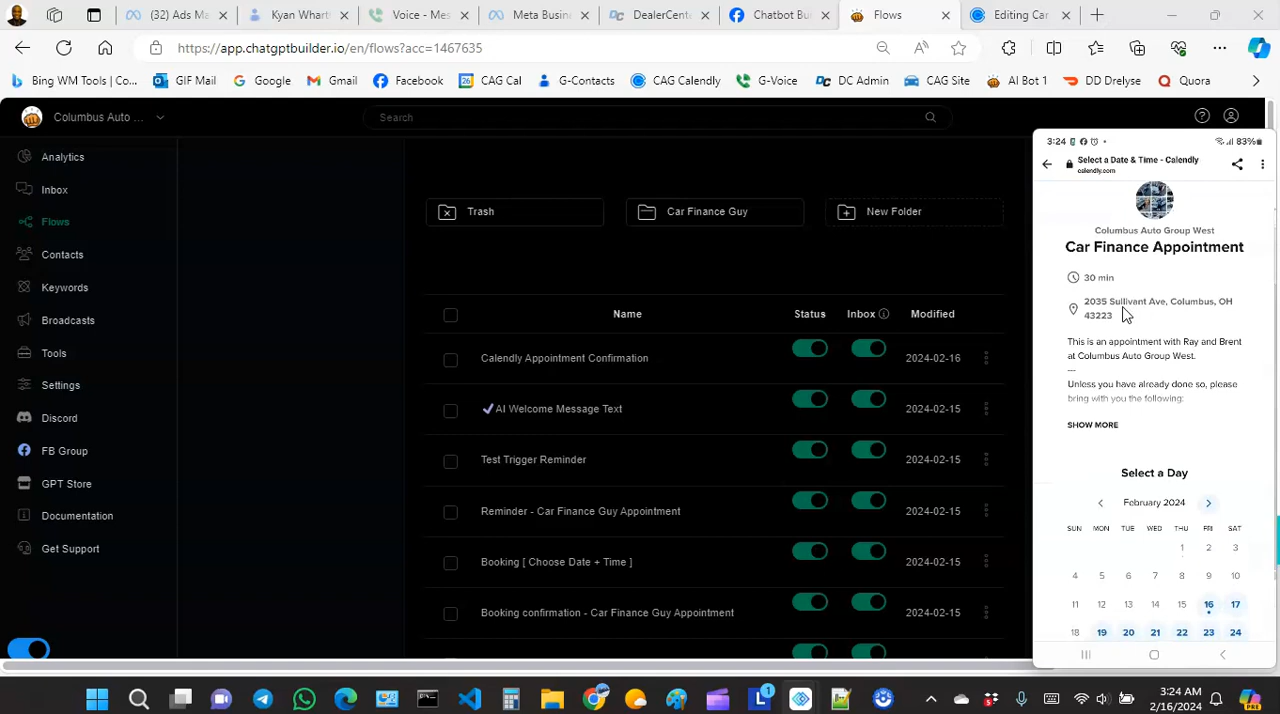 (42) Ads Ma
Kyan Whart
Voice - Mes
Meta Busin
DealerCent
Chatbot Bu
Flows
Editing Car
https://app.chatgptbuilder.io/en/flows?acc=1467635
Bing WM Tools | Co...
GIF Mail
Google
Gmail
Facebook
CAG Cal
G-Contacts
CAG Calendly
G-Voice
DC Admin
CAG Site
AI Bot 1
DD Drelyse
Quora
Columbus Auto ...
Search
Analytics
Inbox
Flows
Contacts
Keywords
Broadcasts
Tools
Settings
Discord
FB Group
GPT Store
Documentation
Get Support
Trash
Car Finance Guy
New Folder
Name Status Inbox Modified
Calendly Appointment Confirmation 2024-02-16
✓AI Welcome Message Text 2024-02-15
Test Trigger Reminder 2024-02-15
Reminder - Car Finance Guy Appointment 2024-02-15
Booking [ Choose Date + Time ] 2024-02-15
Booking confirmation - Car Finance Guy Appointment 2024-02-15
3:24 83%
Select a Date & Time - Calendly
calendly.com
Columbus Auto Group West
Car Finance Appointment
30 min
2035 Sullivant Ave, Columbus, OH
43223
This is an appointment with Ray and Brent
at Columbus Auto Group West.
---
Unless you have already done so, please
bring with you the following:
SHOW MORE
Select a Day
February 2024
SUN MON TUE WED THU FRI SAT
1 2 3
4 5 6 7 8 9 10
11 12 13 14 15 16 17
18 19 20 21 22 23 24
3:24 AM
2/16/2024